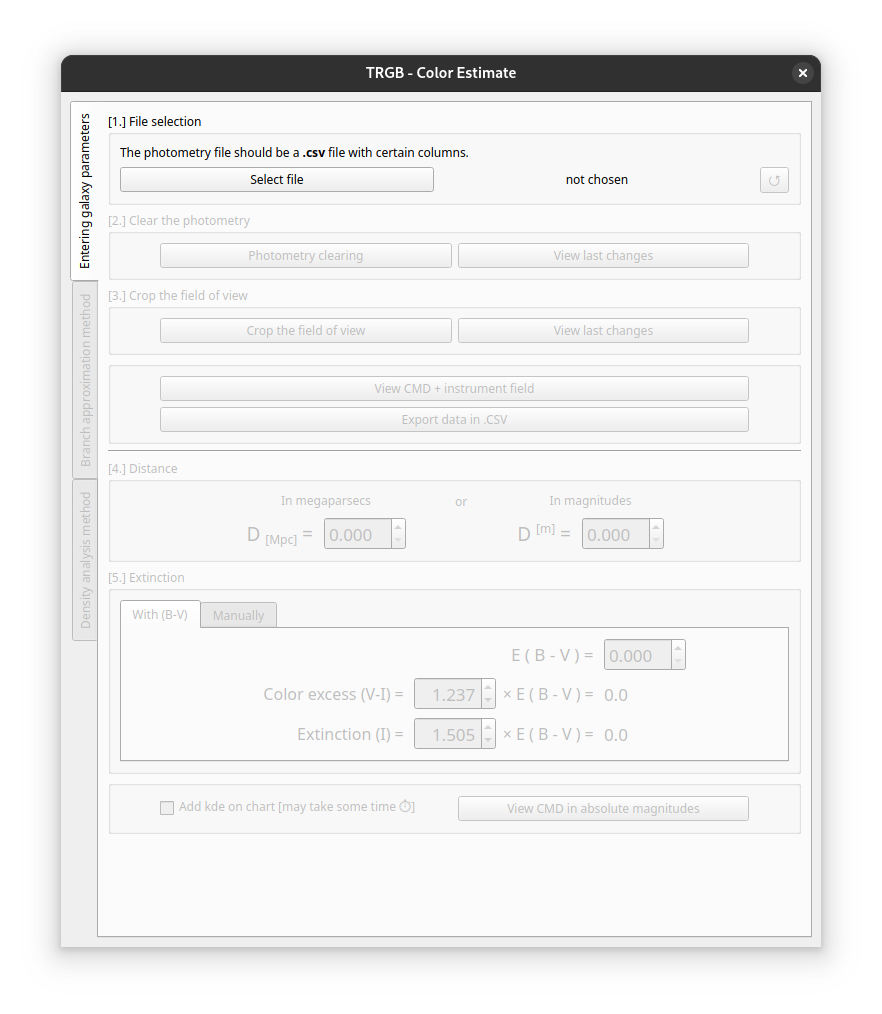 TRGB - Color Estimate
Entering galaxy parameters
Branch approximation method
Density analysis method
[1.] File selection
The photometry file should be a .csv file with certain columns.
Select file
not chosen
[2.] Clear the photometry
Photometry clearing
View last changes
[3.] Crop the field of view
Crop the field of view
View last changes
View CMD + instrument field
Export data in .CSV
[4.] Distance
In megaparsecs
or
In magnitudes
D [Mpc] = 0.000
D [m] = 0.000
[5.] Extinction
With (B-V)
Manually
E ( B - V ) = 0.000
Color excess (V-I) = 1.237 × E ( B - V ) = 0.0
Extinction (I) = 1.505 × E ( B - V ) = 0.0
Add kde on chart [may take some time ⏱]
View CMD in absolute magnitudes